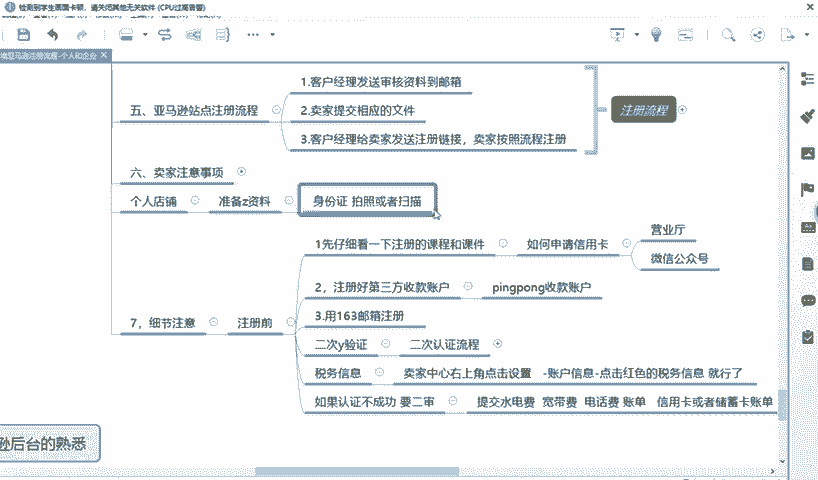 检测到学生画面卡顿，请关闭其他无关软件 (CPU过高告警)
埃亚马逊注册流程-个人和企合
五、亚马逊站点注册流程
1.客户经理发送审核资料到邮箱
2.卖家提交相应的文件
3.客户经理给卖家发送注册链接，卖家按照流程注册
注册流程
六、卖家注意事项
个人店铺
准备z资料
身份证 拍照或者扫描
7，细节注意
注册前
1先仔细看一下注册的课程和课件
如何申请信用卡
营业厅
微信公众号
2，注册好第三方收款账户
pingpong收款账户
3.用163邮箱注册
二次y验证
二次认证流程
税务信息
卖家中心右上角点击设置 -账户信息-点击红色的税务信息 就行了
如果认证不成功 要二审
提交水电费 宽带费 电话费 账单 信用卡或者储蓄卡账单
孙后台的熟悉